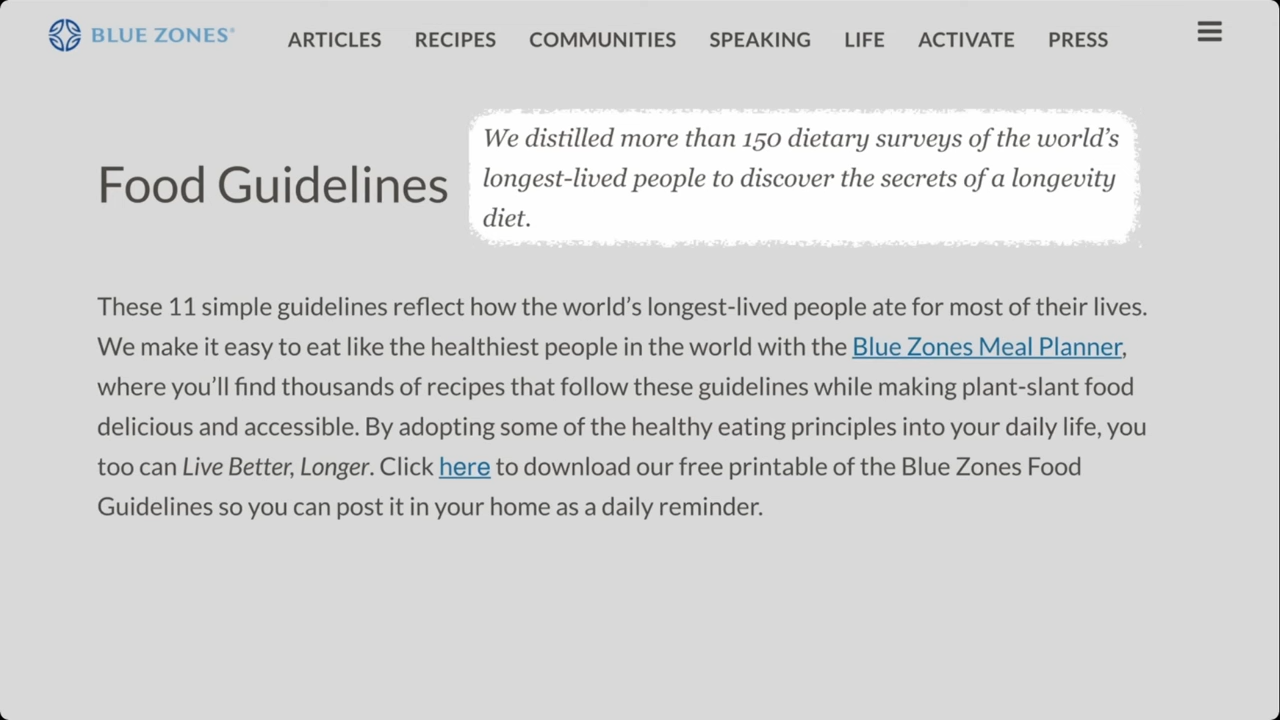 BLUE ZONES®
ARTICLES RECIPES COMMUNITIES SPEAKING LIFE ACTIVATE PRESS
Food Guidelines
We distilled more than 150 dietary surveys of the world's
longest-lived people to discover the secrets of a longevity
diet.
These 11 simple guidelines reflect how the world's longest-lived people ate for most of their lives.
We make it easy to eat like the healthiest people in the world with the Blue Zones Meal Planner,
where you'll find thousands of recipes that follow these guidelines while making plant-slant food
delicious and accessible. By adopting some of the healthy eating principles into your daily life, you
too can Live Better, Longer. Click here to download our free printable of the Blue Zones Food
Guidelines so you can post it in your home as a daily reminder.